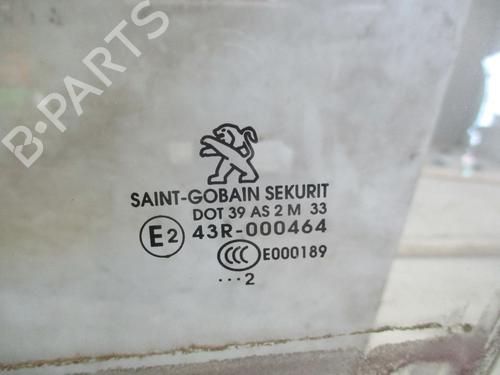 B-PARTS
SAINT-GOBAIN SEKURIT
DOT 39 AS 2 M 33
E2 43R-000464
CCC E000189
...2